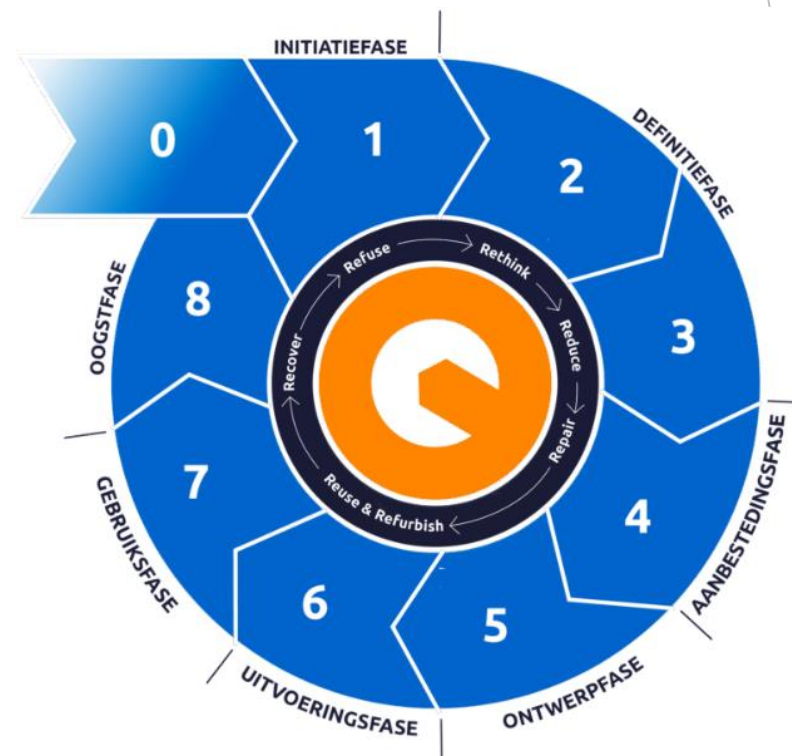 INITIATIEFASE
0
1
2
DEFINITIEFASE
3
AANBESTEDINGSFASE
4
5
ONTWERPFASE
6
UITVOERINGSFASE
7
GEBRUIKSFASE
8
OOGSTFASE
Refuse
Rethink
Reduce
Repair
Reuse & Refurbish
Recover